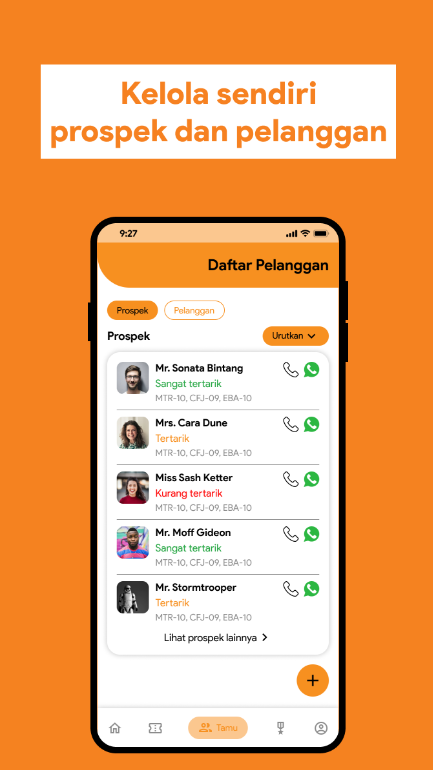 Kelola sendiri
prospek dan pelanggan
9:27
Daftar Pelanggan
Prospek
Pelanggan
Prospek
Urutkan
Mr. Sonata Bintang
Sangat tertarik
MTR-10, CFJ-09, EBA-10
Mrs. Cara Dune
Tertarik
MTR-10, CFJ-09, EBA-10
Miss Sash Ketter
Kurang tertarik
MTR-10, CFJ-09, EBA-10
Mr. Moff Gideon
Sangat tertarik
MTR-10, CFJ-09, EBA-10
Mr. Stormtrooper
Tertarik
MTR-10, CFJ-09, EBA-10
Lihat prospek lainnya
Tamu